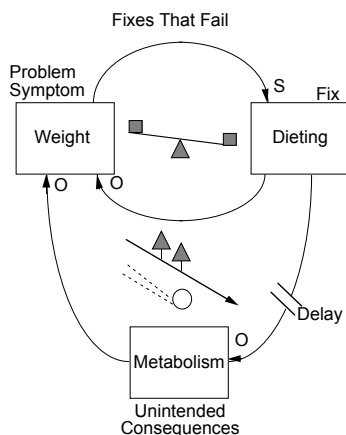 Fixes That Fail
Problem
Symptom
S
Fix
Weight
Dieting
O
O
Delay
O
Metabolism
Unintended
Consequences